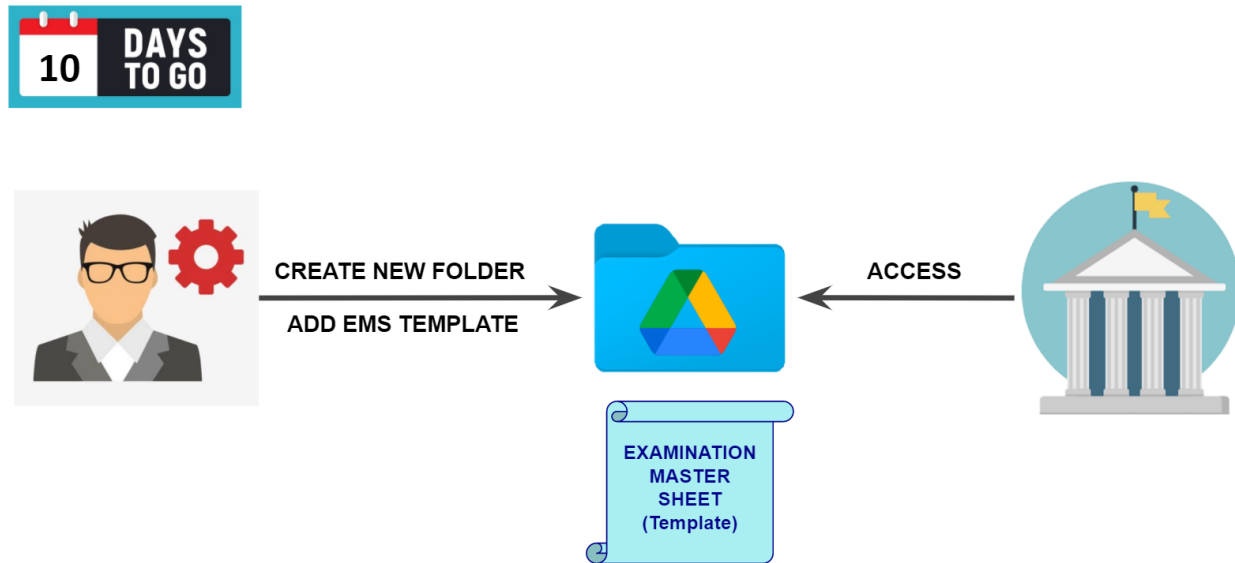 10
DAYS
TO GO
CREATE NEW FOLDER
ADD EMS TEMPLATE
ACCESS
EXAMINATION
MASTER
SHEET
(Template)